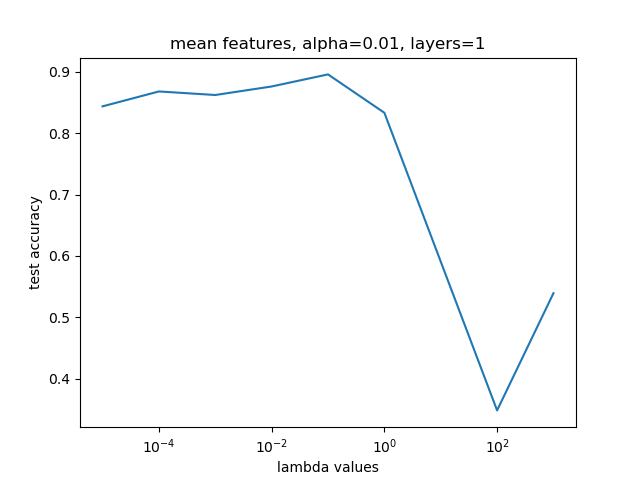 mean features, alpha=0.01, layers=1
0.9
0.8
0.7
0.6
0.5
0.4
test accuracy
10⁻⁴ 10⁻² 10⁰ 10²
lambda values